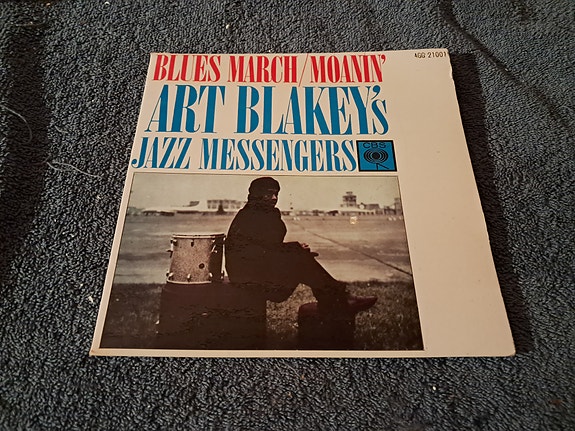 AGG 21001
BLUES MARCH/MOANIN'
ART BLAKEY's
JAZZ MESSENGERS
CBS